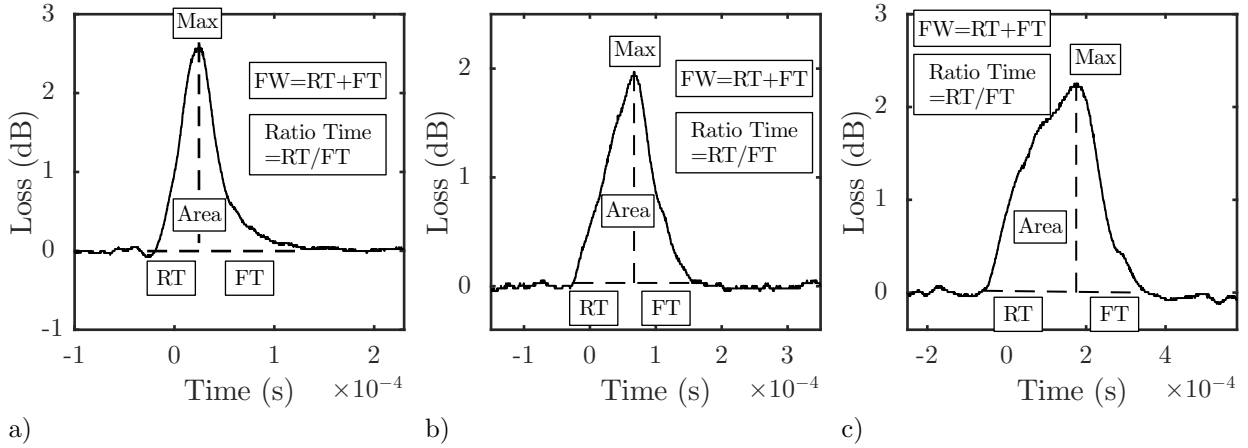 Max
FW=RT+FT
Ratio Time
=RT/FT
Area
RT
FT
Loss (dB)
3
2
1
0
-1
-1
0
1
2
Time (s)
×10⁻⁴
a)
Max
FW=RT+FT
Ratio Time
=RT/FT
Area
RT
FT
Loss (dB)
2
1
0
-1
0
1
2
3
Time (s)
×10⁻⁴
b)
FW=RT+FT
Ratio Time
=RT/FT
Max
Area
RT
FT
Loss (dB)
3
2
1
0
-2
0
2
4
Time (s)
×10⁻⁴
c)